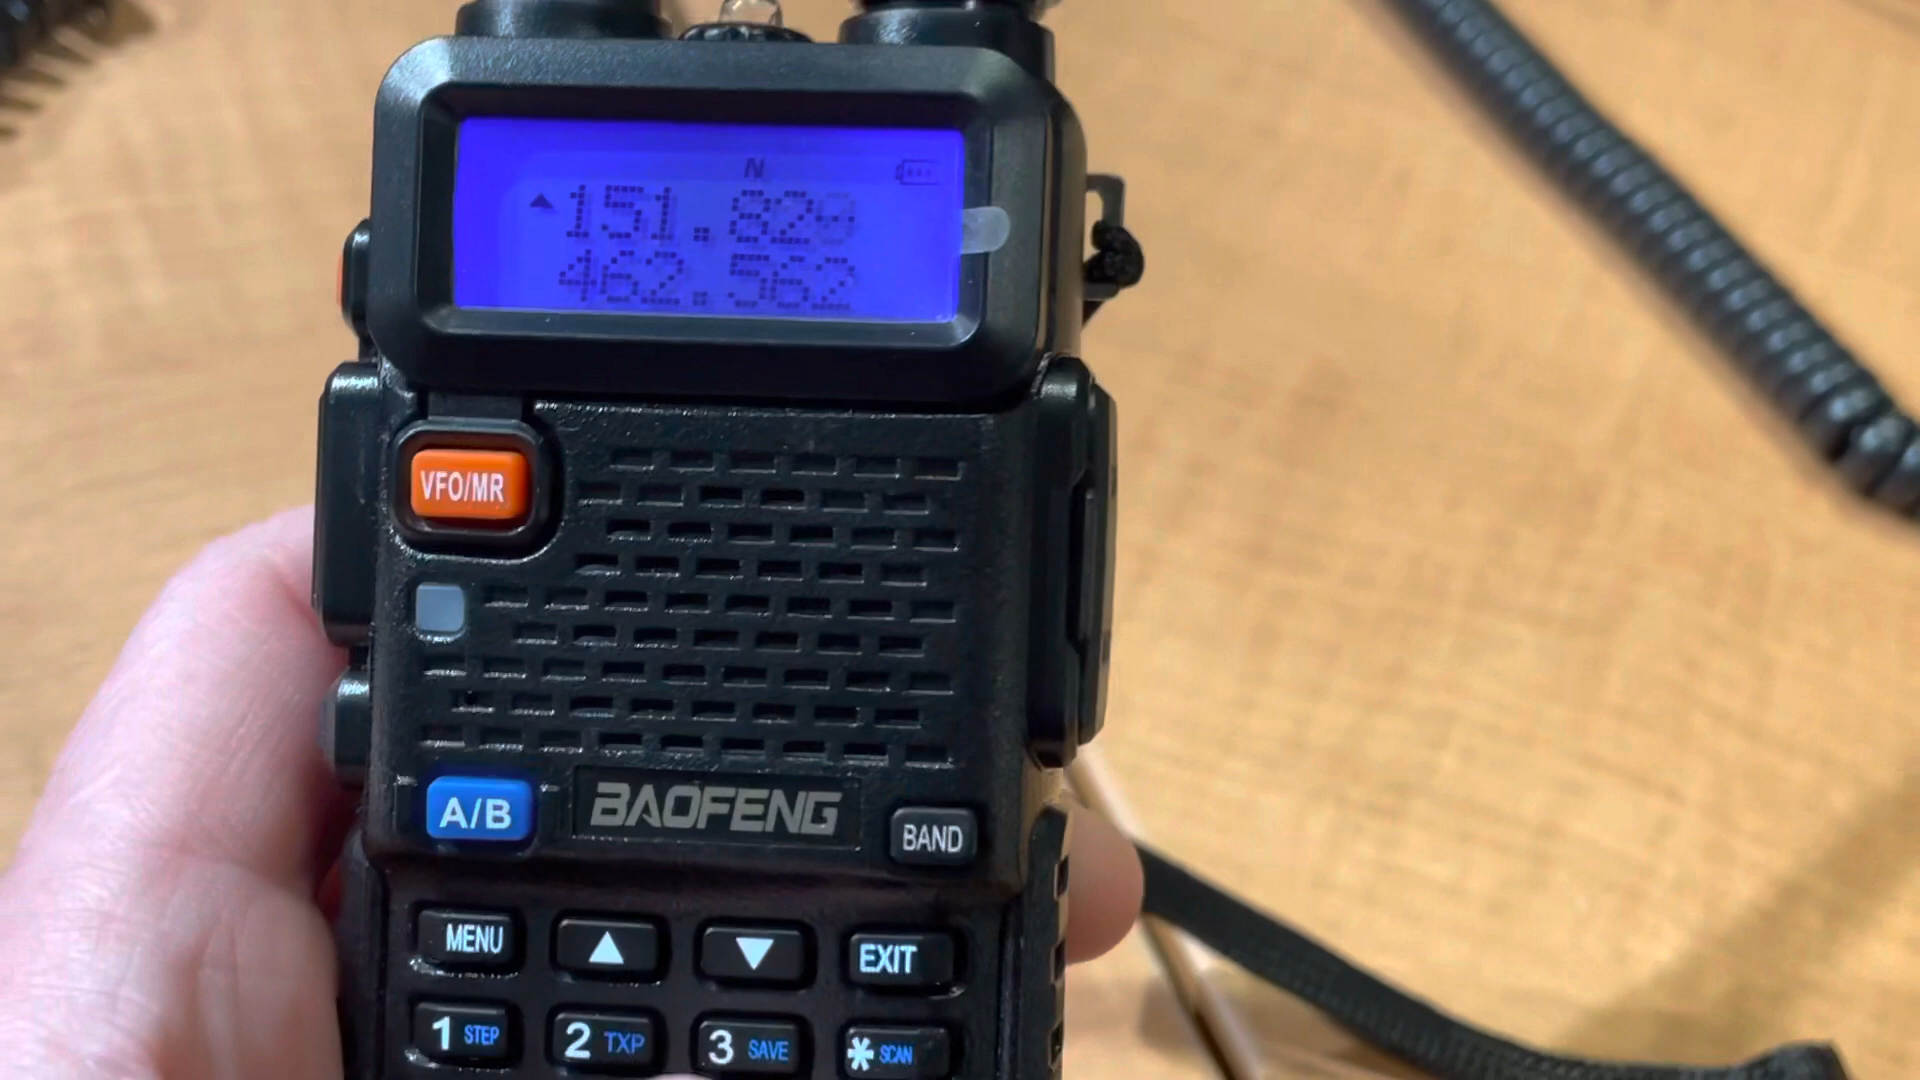 N
151.82
462.562
VFO/MR
A/B
BAOFENG
BAND
MENU
EXIT
1 STEP
2 TXP
3 SAVE
* SCAN